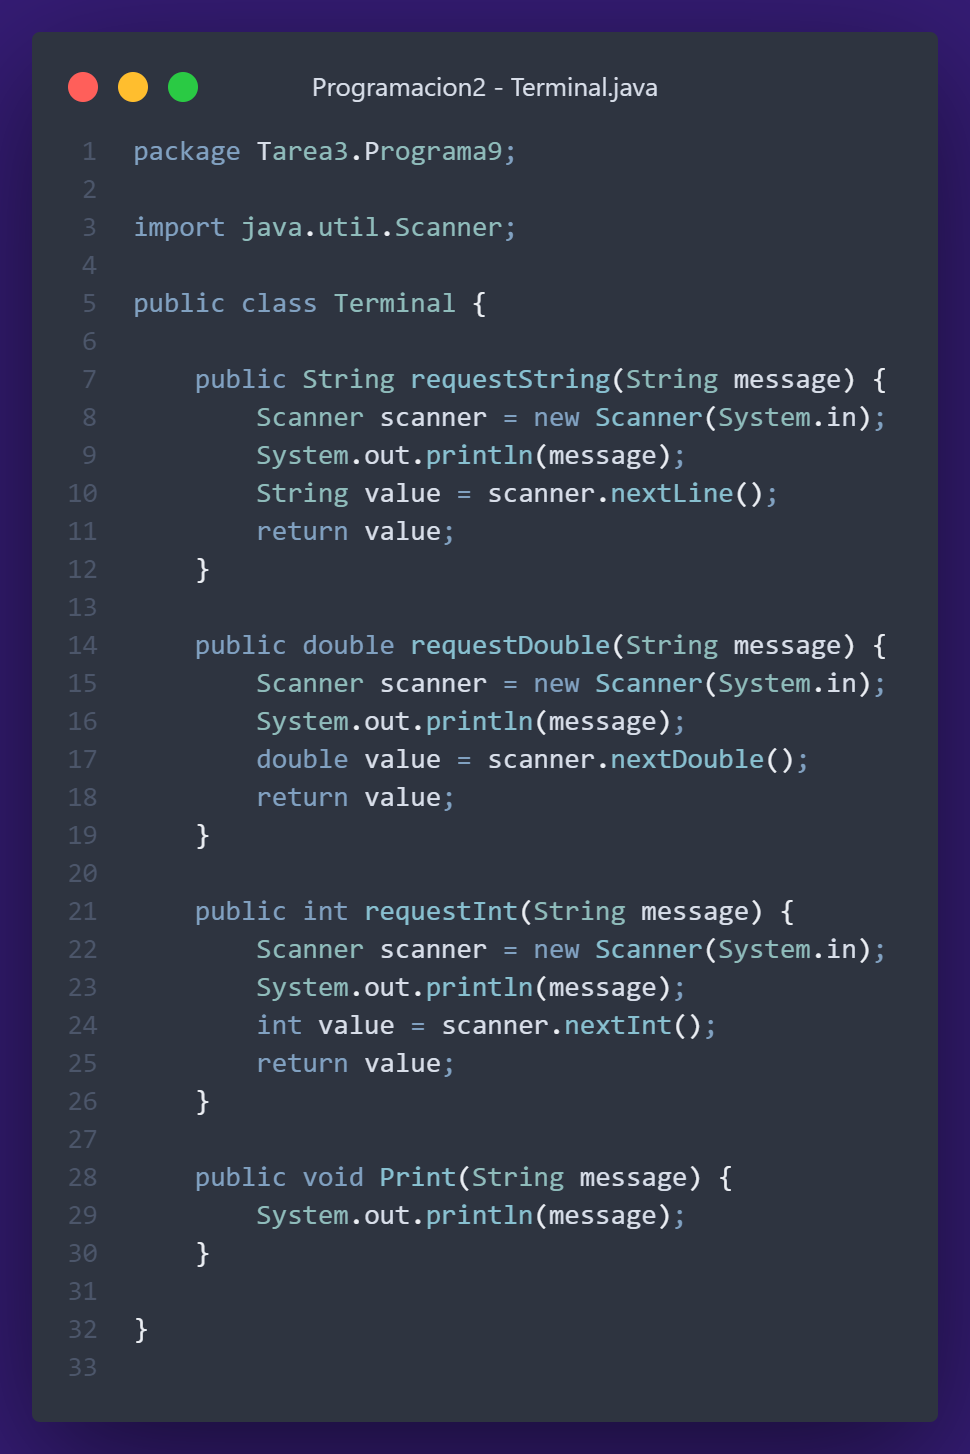 Programacion2 - Terminal.java
1 package Tarea3.Programa9;
2
3 import java.util.Scanner;
4
5 public class Terminal {
6
7     public String requestString(String message) {
8         Scanner scanner = new Scanner(System.in);
9         System.out.println(message);
10         String value = scanner.nextLine();
11         return value;
12     }
13
14     public double requestDouble(String message) {
15         Scanner scanner = new Scanner(System.in);
16         System.out.println(message);
17         double value = scanner.nextDouble();
18         return value;
19     }
20
21     public int requestInt(String message) {
22         Scanner scanner = new Scanner(System.in);
23         System.out.println(message);
24         int value = scanner.nextInt();
25         return value;
26     }
27
28     public void Print(String message) {
29         System.out.println(message);
30     }
31
32 }
33